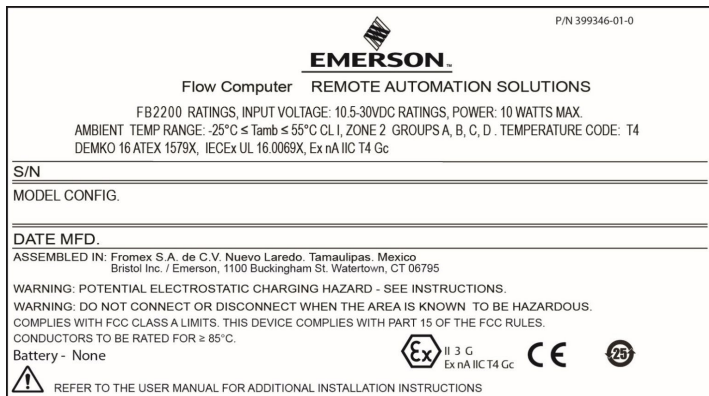 P/N 399346-01-0
EMERSON™
Flow Computer REMOTE AUTOMATION SOLUTIONS
FB2200 RATINGS, INPUT VOLTAGE: 10.5-30VDC RATINGS, POWER: 10 WATTS MAX.
AMBIENT TEMP RANGE: -25°C ≤ Tamb ≤ 55°C CL I, ZONE 2 GROUPS A, B, C, D . TEMPERATURE CODE: T4
DEMKO 16 ATEX 1579X, IECEx UL 16.0069X, Ex nA IIC T4 Gc
S/N
MODEL CONFIG.
DATE MFD.
ASSEMBLED IN: Fromex S.A. de C.V. Nuevo Laredo. Tamaulipas. Mexico
Bristol Inc. / Emerson, 1100 Buckingham St. Watertown, CT 06795
WARNING: POTENTIAL ELECTROSTATIC CHARGING HAZARD - SEE INSTRUCTIONS.
WARNING: DO NOT CONNECT OR DISCONNECT WHEN THE AREA IS KNOWN TO BE HAZARDOUS.
COMPLIES WITH FCC CLASS A LIMITS. THIS DEVICE COMPLIES WITH PART 15 OF THE FCC RULES.
CONDUCTORS TO BE RATED FOR ≥ 85°C.
Battery - None
Ex II 3 G
Ex nA IIC T4 Gc
CE
25
REFER TO THE USER MANUAL FOR ADDITIONAL INSTALLATION INSTRUCTIONS